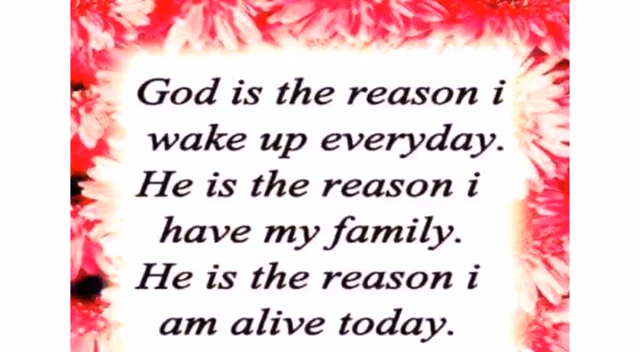 God is the reason i
wake up everyday.
He is the reason i
have my family.
He is the reason i
am alive today.